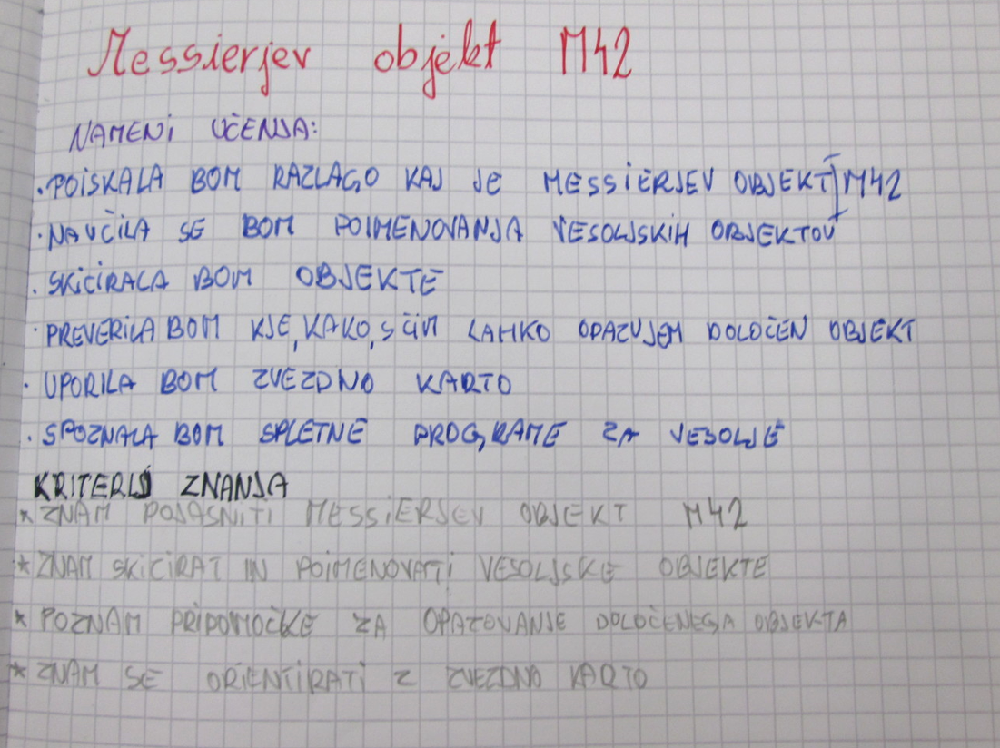 Messierjev objekt M42
NAMENI UČENJA:
·POISKALA BOM RAZLAGO KAJ JE MESSIERJEV OBJEKT M42
·NAUČILA SE BOM POIMENOVANJA VESOLJSKIH OBJEKTOV
·SKICIRALA BOM OBJEKTE
·PREVERILA BOM KJE, KAKO, S ČIM LAHKO OPAZUJEM DOLOČEN OBJEKT
·UPORILA BOM ZVEZDNO KARTO
·SPOZNALA BOM SPLETNE PROGRAME ZA VESOLJE
KRITERIJ ZNANJA
*ZNAM POJASNITI MESSIERJEV OBJEKT M42
*ZNAM SKICIRAT IN POIMENOVATI VESOLJSKE OBJEKTE
*POZNAM PRIPOMOČKE ZA OPAZOVANJE DOLOČENEGA OBJEKTA
*ZNAM SE ORIENTIRATI Z ZVEZDNO KARTO